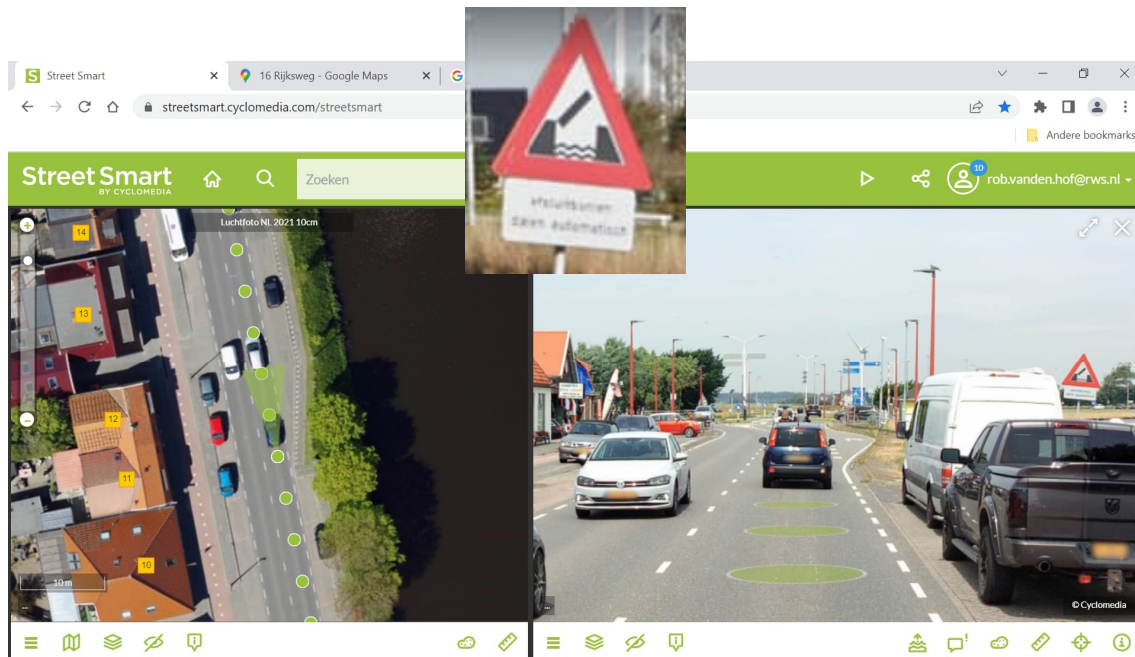 Street Smart
16 Rijksweg - Google Maps
streetsmart.cyclomedia.com/streetsmart
Andere bookmarks
Street Smart
BY CYCLOMEDIA
Zoeken
10
rob.vanden.hof@rws.nl
afsluitbomen
dalen automatisch
Luchtfoto NL 2021 10cm
14
13
12
11
10
10 m
© Cyclomedia